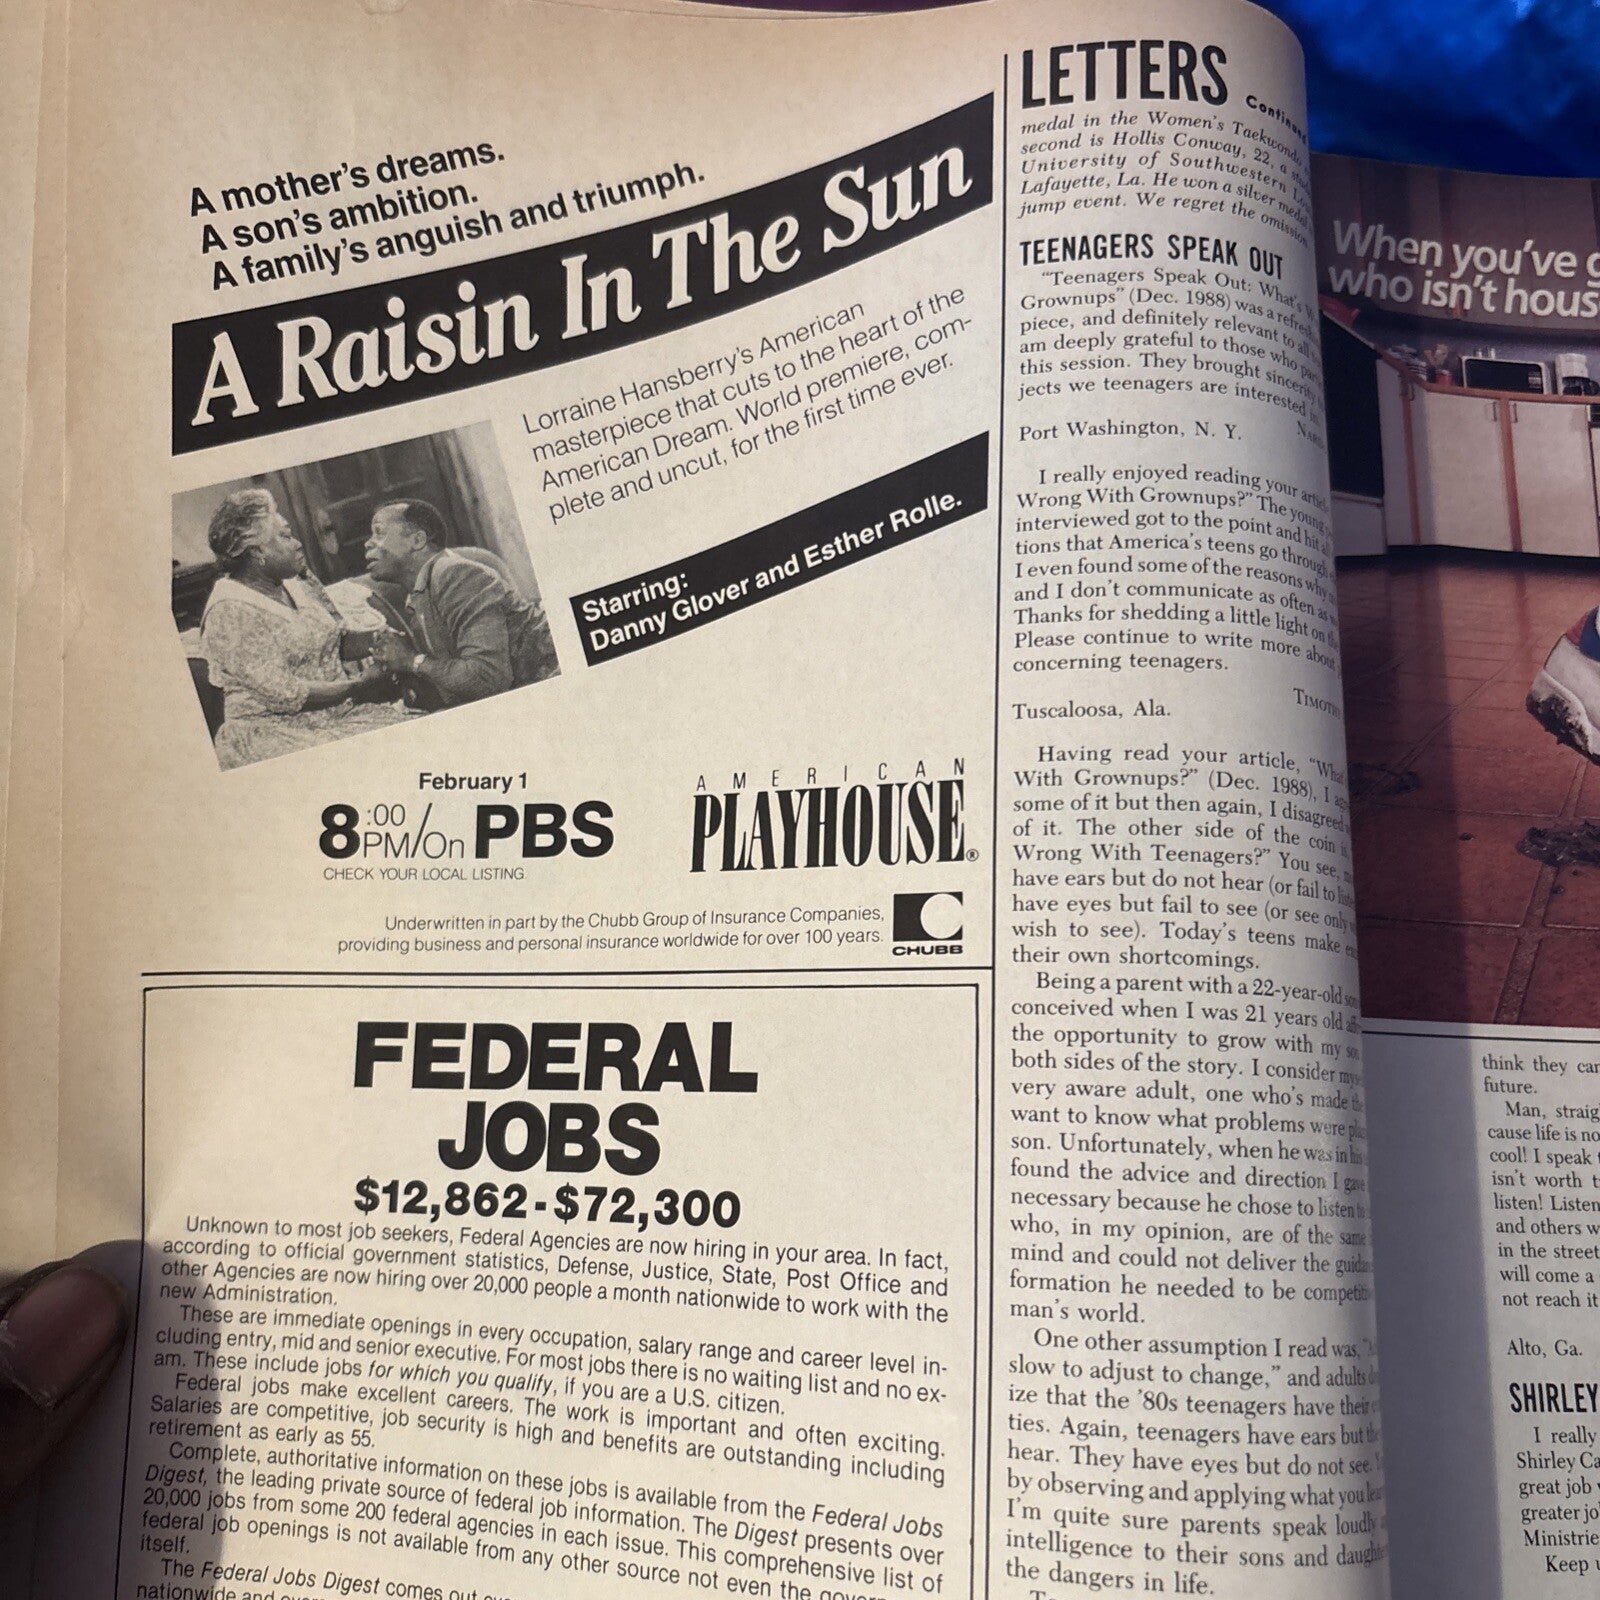 A mother's dreams.
A son's ambition.
A family's anguish and triumph.
A Raisin In The Sun
Lorraine Hansberry's American
masterpiece that cuts to the heart of the
American Dream. World premiere, com-
plete and uncut, for the first time ever.
Starring:
Danny Glover and Esther Rolle.
February 1
8:00 PM/On PBS
CHECK YOUR LOCAL LISTING
AMERICAN
PLAYHOUSE®
Underwritten in part by the Chubb Group of Insurance Companies,
providing business and personal insurance worldwide for over 100 years.
CHUBB
FEDERAL
JOBS
$12,862-$72,300
Unknown to most job seekers, Federal Agencies are now hiring in your area. In fact,
according to official government statistics, Defense, Justice, State, Post Office and
other Agencies are now hiring over 20,000 people a month nationwide to work with the
new Administration.
These are immediate openings in every occupation, salary range and career level in-
cluding entry, mid and senior executive. For most jobs there is no waiting list and no ex-
am. These include jobs for which you qualify, if you are a U.S. citizen.
Federal jobs make excellent careers. The work is important and often exciting.
Salaries are competitive, job security is high and benefits are outstanding including
retirement as early as 55.
Complete, authoritative information on these jobs is available from the Federal Jobs
Digest, the leading private source of federal job information. The Digest presents over
20,000 jobs from some 200 federal agencies in each issue. This comprehensive list of
federal job openings is not available from any other source not even the
itself.
The Federal Jobs Digest comes
nationwide and
LETTERS Continued
medal in the Women's Taekwondo
second is Hollis Conway, 22, a
University of Southwestern
Lafayette, La. He won a silver medal
jump event. We regret the omission
TEENAGERS SPEAK OUT
"Teenagers Speak Out: What's
Grownups" (Dec. 1988) was a
piece, and definitely relevant to all
am deeply grateful to those who
this session. They brought sincerity
jects we teenagers are interested
Port Washington, N. Y.
I really enjoyed reading your
Wrong With Grownups?" The young
interviewed got to the point and hit
tions that America's teens go through
I even found some of the reasons why
and I don't communicate as often as
Thanks for shedding a little light on
Please continue to write more about
concerning teenagers.
Tuscaloosa, Ala.
Having read your article,
With Grownups?" (Dec. 1988), I
some of it but then again, I disagreed
of it. The other side of the coin
Wrong With Teenagers?" You see,
have ears but do not hear (or fail to
have eyes but fail to see (or see only
wish to see). Today's teens make
their own shortcomings.
Being a parent with a 22-year-old
conceived when I was 21 years old
the opportunity to grow with my
both sides of the story. I consider
very aware adult, one who's made
want to know what problems were
son. Unfortunately, when he was in his
found the advice and direction I gave
necessary because he chose to listen
who, in my opinion, are of the same
mind and could not deliver the
formation he needed to be
man's world.
One other assumption I read was,
slow to adjust to change," and adults
ize that the '80s teenagers have their
ties. Again, teenagers have ears but
hear. They have eyes but do not see.
by observing and applying what you
I'm quite sure parents speak loudly
intelligence to their sons and
the dangers in life.
When you've
who isn't
think they can
future.
Man,
cause life is
cool! I speak
isn't worth
listen! Listen
and others
in the street
will come a
not reach it
Alto, Ga.
SHIRLEY
I really
Shirley
great job
greater
Keep